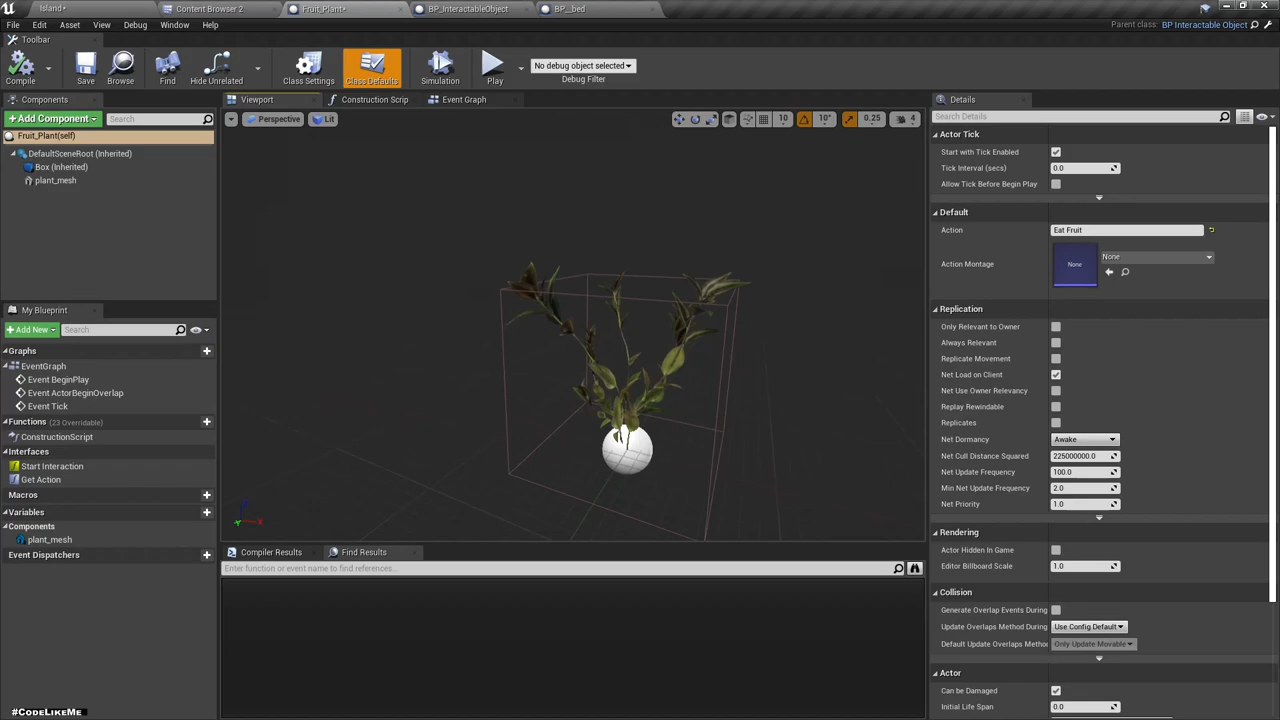 Island*
Content Browser 2
Fruit_Plant*
BP_InteractableObject
BP__bed
File Edit Asset View Debug Window Help
Parent class: BP Interactable Object
Toolbar
Compile
Save
Browse
Find
Hide Unrelated
Class Settings
Class Defaults
Simulation
Play
No debug object selected
Debug Filter
Components
Add Component
Search
Fruit_Plant(self)
DefaultSceneRoot (Inherited)
Box (Inherited)
plant_mesh
My Blueprint
Add New
Search
Graphs
EventGraph
Event BeginPlay
Event ActorBeginOverlap
Event Tick
Functions (23 Overridable)
ConstructionScript
Interfaces
Start Interaction
Get Action
Macros
Variables
Components
plant_mesh
Event Dispatchers
Viewport
Construction Scrip
Event Graph
Perspective
Lit
10
10°
0.25
4
Compiler Results
Find Results
Enter function or event name to find references...
Details
Search Details
Actor Tick
Start with Tick Enabled
Tick Interval (secs) 0.0
Allow Tick Before Begin Play
Default
Action Eat Fruit
Action Montage None None
Replication
Only Relevant to Owner
Always Relevant
Replicate Movement
Net Load on Client
Net Use Owner Relevancy
Replay Rewindable
Replicates
Net Dormancy Awake
Net Cull Distance Squared 225000000.0
Net Update Frequency 100.0
Min Net Update Frequency 2.0
Net Priority 1.0
Rendering
Actor Hidden In Game
Editor Billboard Scale 1.0
Collision
Generate Overlap Events During
Update Overlaps Method During Use Config Default
Default Update Overlaps Metho Only Update Movable
Actor
Can be Damaged
Initial Life Span 0.0
#CodeLikeMe